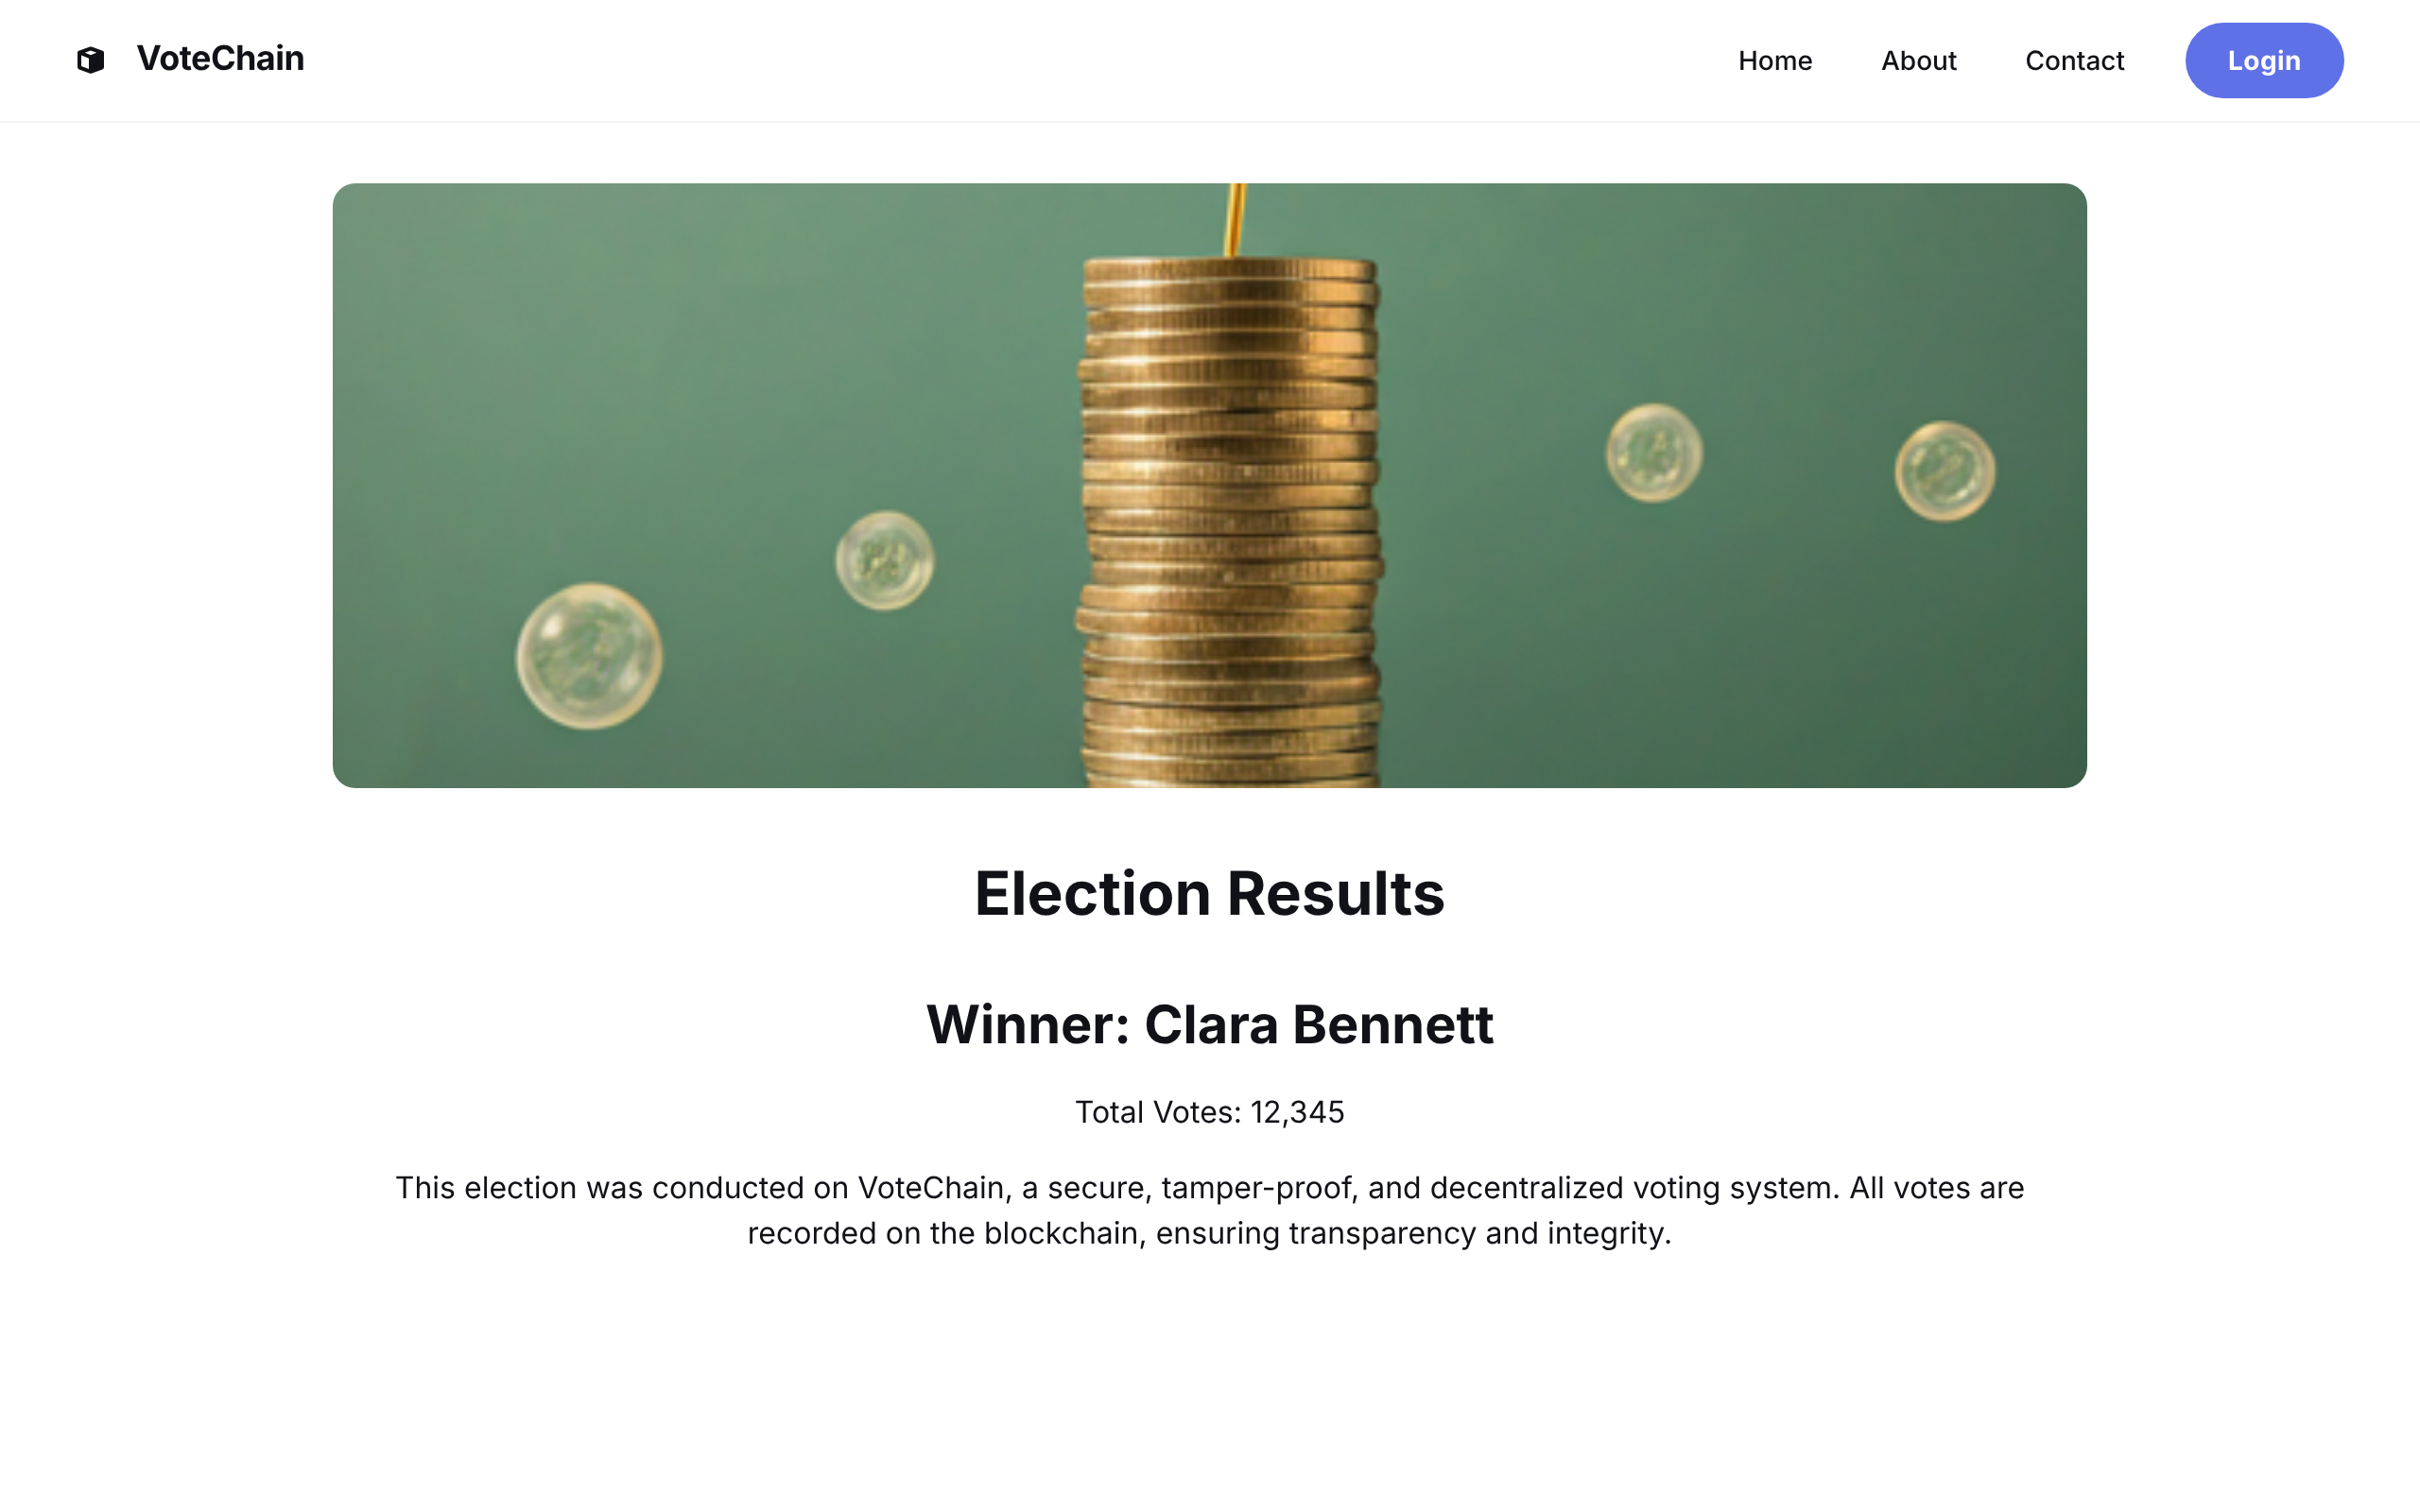 VoteChain
Home About Contact Login
Election Results
Winner: Clara Bennett
Total Votes: 12,345
This election was conducted on VoteChain, a secure, tamper-proof, and decentralized voting system. All votes are
recorded on the blockchain, ensuring transparency and integrity.